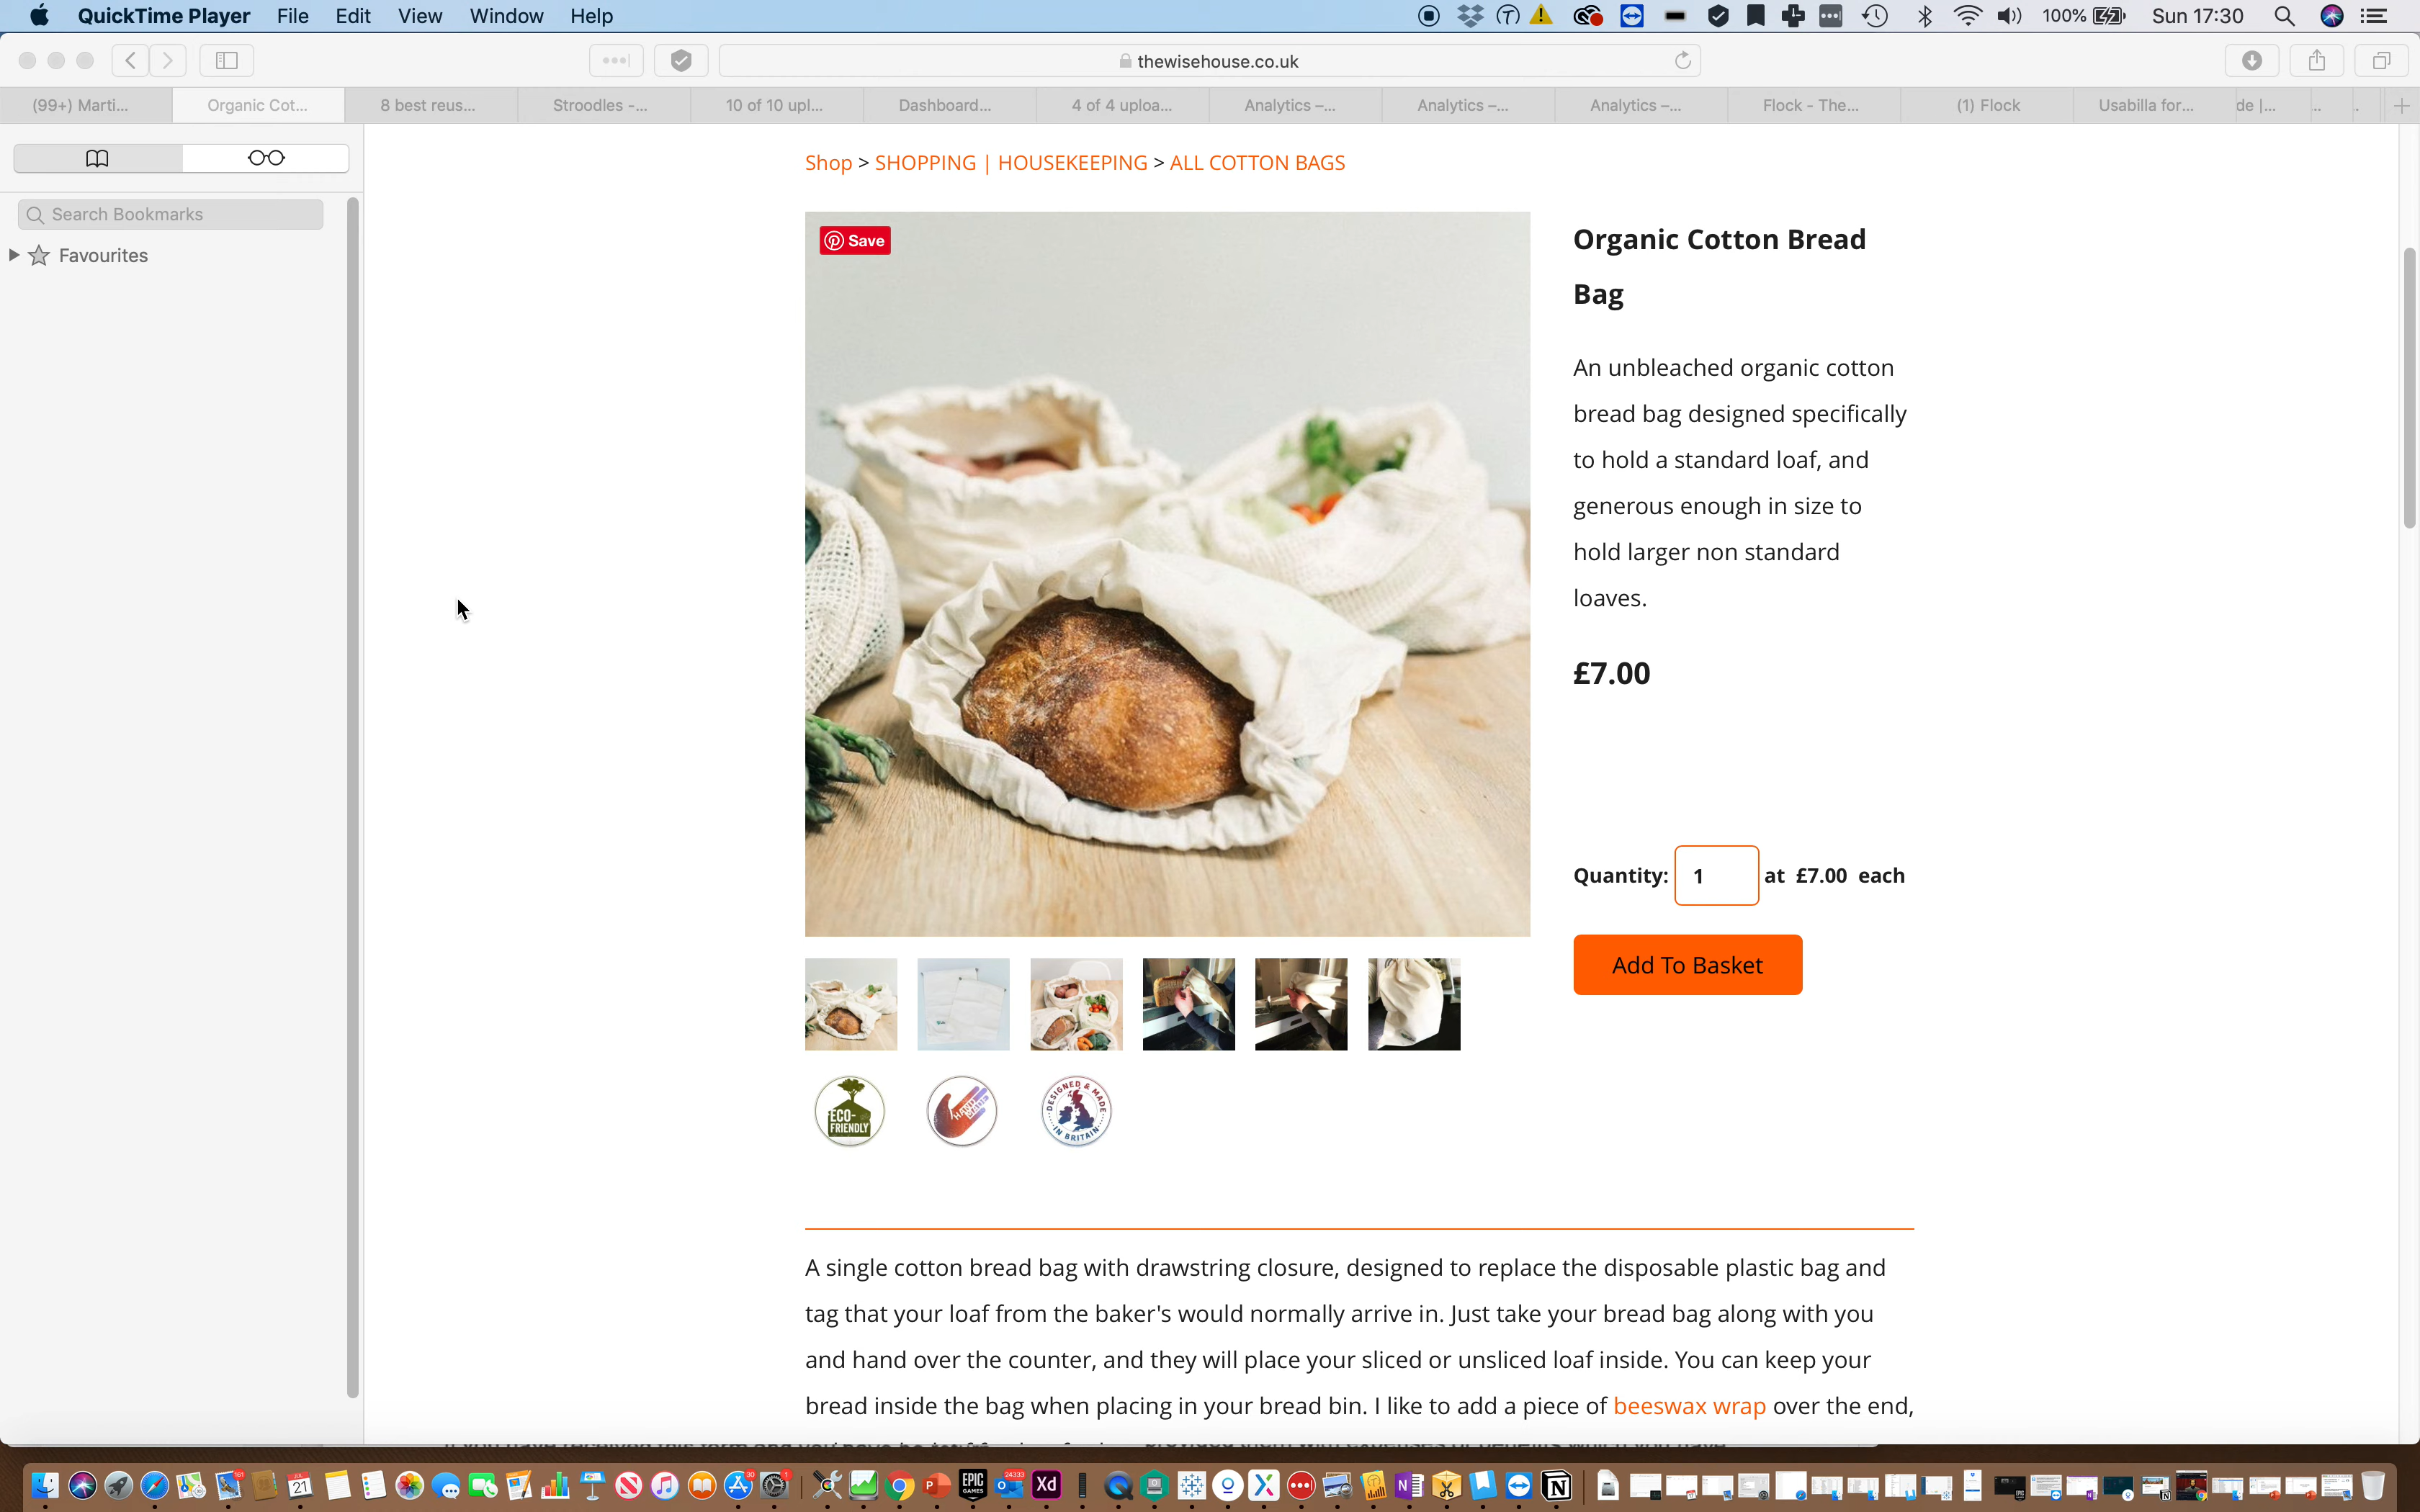 QuickTime Player File Edit View Window Help 100% Sun 17:30
thewisehouse.co.uk
(99+) Marti... Organic Cot... 8 best reus... Stroodles -... 10 of 10 upl... Dashboard... 4 of 4 uploa... Analytics –... Analytics –... Analytics –... Flock - The... (1) Flock Usabilla for... de |...
Search Bookmarks
Favourites
Shop > SHOPPING | HOUSEKEEPING > ALL COTTON BAGS
Save
Organic Cotton Bread
Bag
An unbleached organic cotton
bread bag designed specifically
to hold a standard loaf, and
generous enough in size to
hold larger non standard
loaves.
£7.00
Quantity: 1 at £7.00 each
Add To Basket
ECO-
FRIENDLY
HAND
MADE
DESIGNED & MADE
IN BRITAIN
A single cotton bread bag with drawstring closure, designed to replace the disposable plastic bag and
tag that your loaf from the baker's would normally arrive in. Just take your bread bag along with you
and hand over the counter, and they will place your sliced or unsliced loaf inside. You can keep your
bread inside the bag when placing in your bread bin. I like to add a piece of beeswax wrap over the end,
21
EPIC
GAMES
24333
Xd